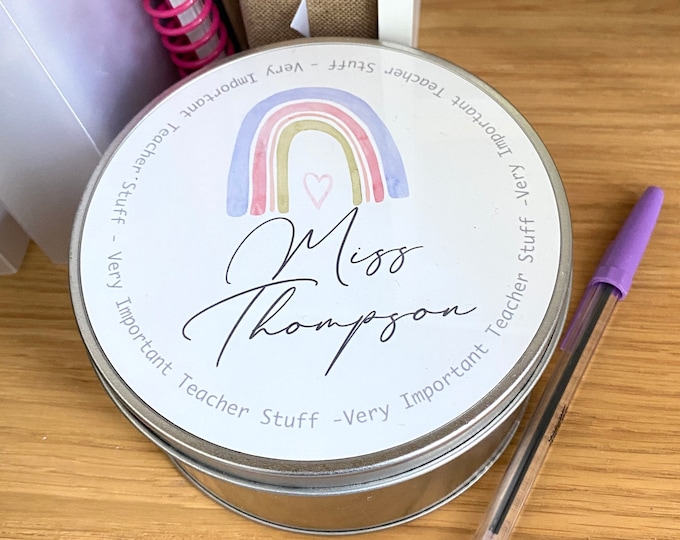 Miss
Thompson
Very Important Teacher Stuff -Very Important Teacher Stuff -Very Important Teacher Stuff - Very Important Teacher Stuff -